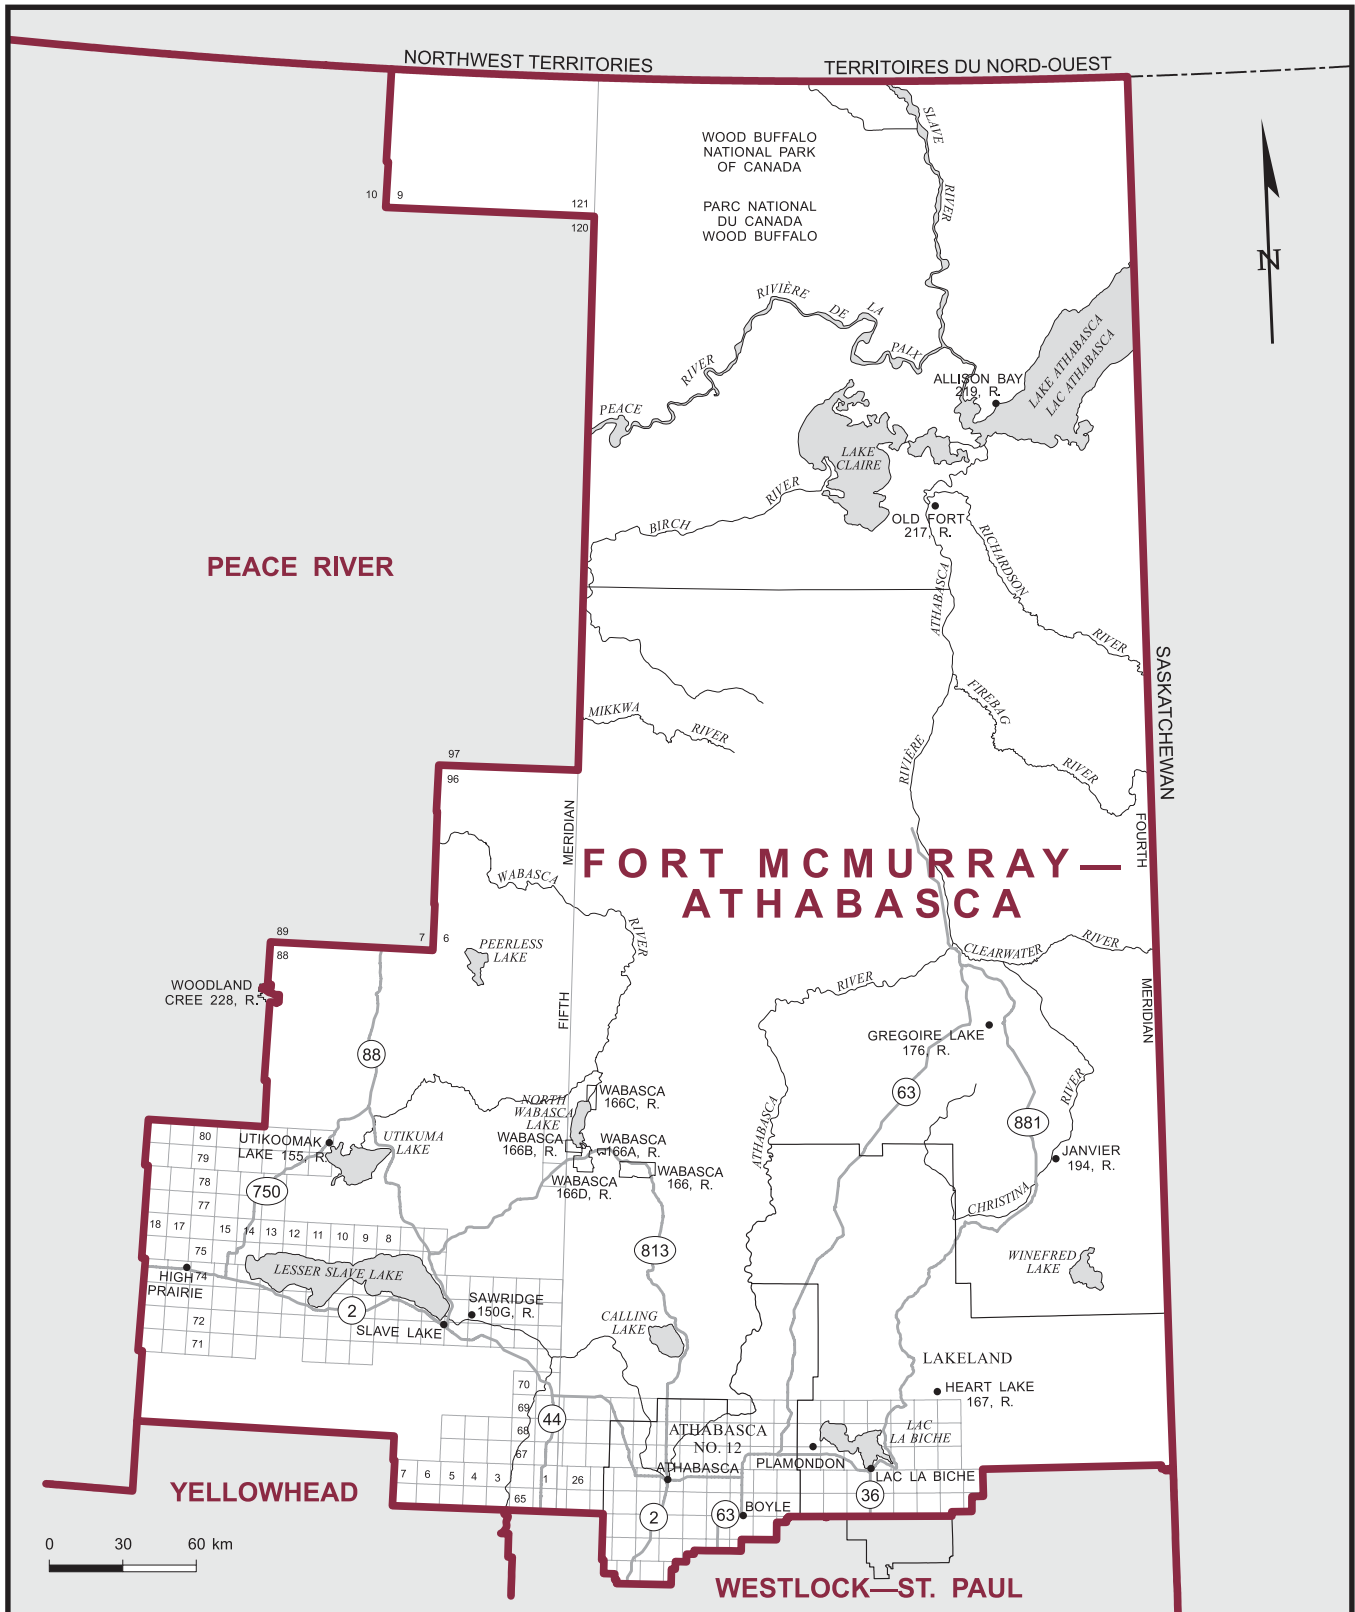 NORTHWEST TERRITORIES
TERRITOIRES DU NORD-OUEST
WOOD BUFFALO
NATIONAL PARK
OF CANADA
PARC NATIONAL
DU CANADA
WOOD BUFFALO
SLAVE
RIVER
10
9
121
120
N
RIVIÈRE
DE
LA
PAIX
RIVER
PEACE
ALLISON BAY
219, R.
LAKE ATHABASCA
LAC ATHABASCA
LAKE
CLAIRE
RIVER
BIRCH
OLD FORT
217, R.
RICHARDSON
RIVER
ATHABASCA
PEACE RIVER
SASKATCHEWAN
MIKKWA
RIVER
FIREBAG
RIVER
RIVIÈRE
97
96
MERIDIAN
FOURTH
FORT MCMURRAY—
ATHABASCA
WABASCA
RIVER
PEERLESS
LAKE
89
88
7
6
CLEARWATER
RIVER
RIVER
WOODLAND
CREE 228, R.
FIFTH
MERIDIAN
GREGOIRE LAKE
176, R.
88
63
881
RIVER
WABASCA
166C, R.
NORTH
WABASCA
LAKE
WABASCA
166B, R.
WABASCA
166A, R.
WABASCA
166D, R.
WABASCA
166, R.
ATHABASCA
JANVIER
194, R.
CHRISTINA
UTIKOOMAK
LAKE 155, R.
UTIKUMA
LAKE
80
79
78
77
750
18
17
15
14
13
12
11
10
9
8
75
74
813
WINEFRED
LAKE
HIGH
PRAIRIE
LESSER SLAVE LAKE
2
SAWRIDGE
150G, R.
SLAVE LAKE
72
71
CALLING
LAKE
LAKELAND
HEART LAKE
167, R.
70
69
68
67
65
44
ATHABASCA
NO. 12
ATHABASCA
PLAMONDON
LAC
LA BICHE
LAC LA BICHE
7
6
5
4
3
1
26
36
2
63
BOYLE
YELLOWHEAD
WESTLOCK—ST. PAUL
0
30
60 km